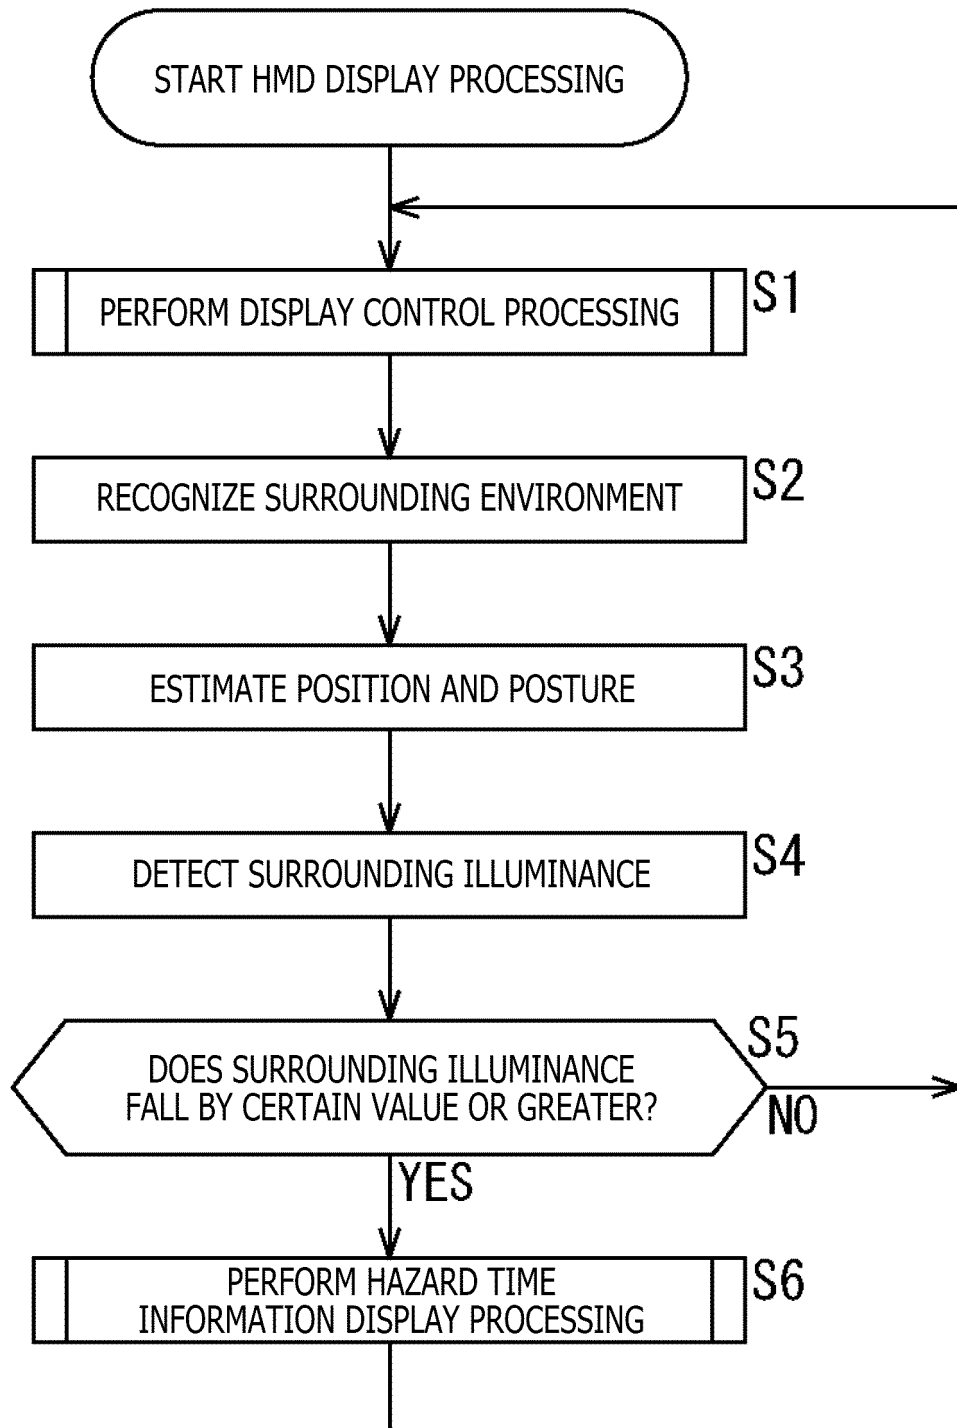 START HMD DISPLAY PROCESSING
PERFORM DISPLAY CONTROL PROCESSING
S1
RECOGNIZE SURROUNDING ENVIRONMENT
S2
ESTIMATE POSITION AND POSTURE
S3
DETECT SURROUNDING ILLUMINANCE
S4
DOES SURROUNDING ILLUMINANCE
FALL BY CERTAIN VALUE OR GREATER?
S5
NO
YES
PERFORM HAZARD TIME
INFORMATION DISPLAY PROCESSING
S6